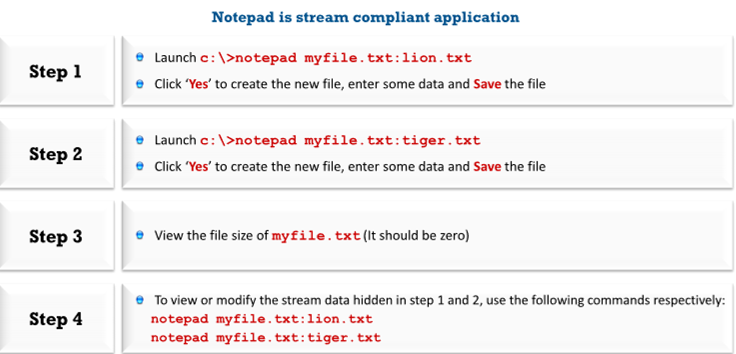 Notepad is stream compliant application
Step 1
Launch c:\>notepad myfile.txt:lion.txt
Click ‘Yes’ to create the new file, enter some data and Save the file
Step 2
Launch c:\>notepad myfile.txt:tiger.txt
Click ‘Yes’ to create the new file, enter some data and Save the file
Step 3
View the file size of myfile.txt (It should be zero)
Step 4
To view or modify the stream data hidden in step 1 and 2, use the following commands respectively:
notepad myfile.txt:lion.txt
notepad myfile.txt:tiger.txt